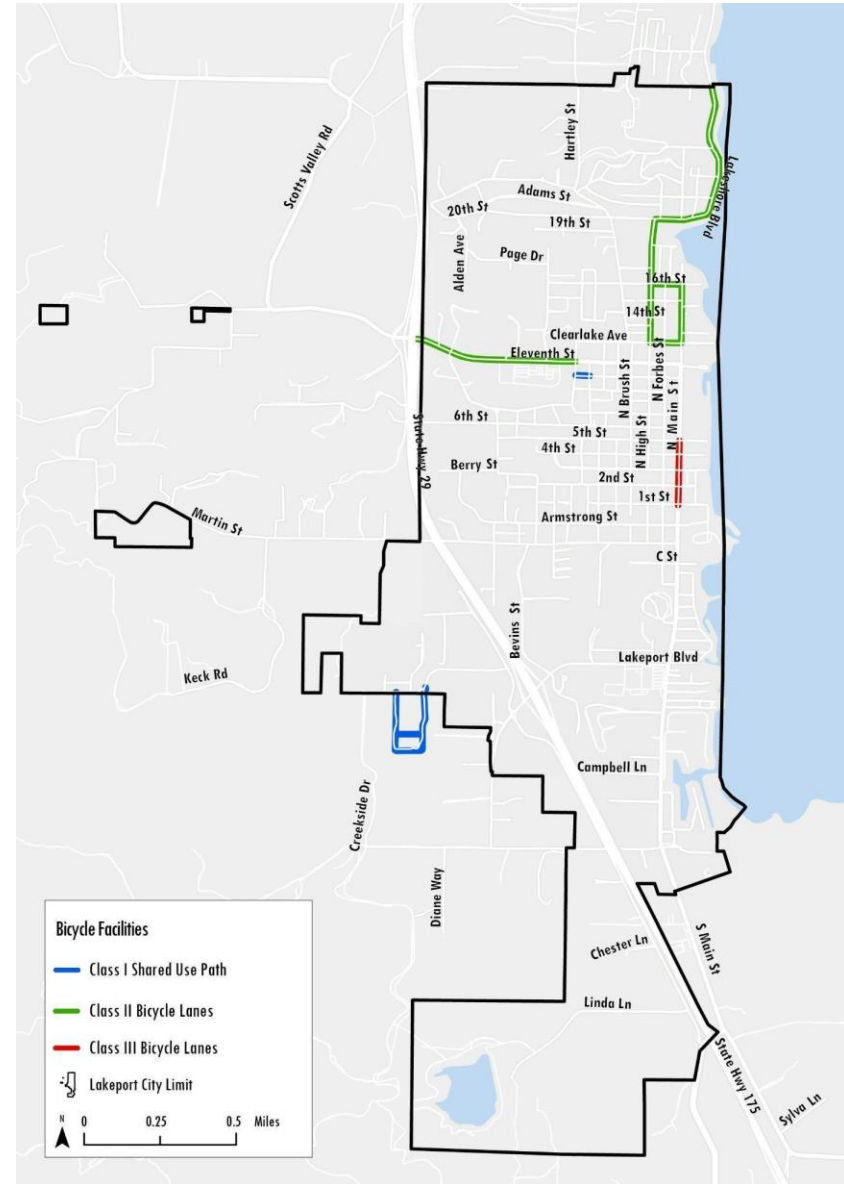 Hartley St
Scotts Valley Rd
Lakeshore Blvd
Adams St
20th St
19th St
Alden Ave
Page Dr
16th St
14th St
Clearlake Ave
Eleventh St
N Forbes St
N Brush St
N Main St
6th St
5th St
N High St
4th St
State Hwy 29
Berry St
2nd St
1st St
Martin St
Armstrong St
C St
Bevins St
Lakeport Blvd
Keck Rd
Campbell Ln
Creekside Dr
Diane Way
S Main St
Chester Ln
Linda Ln
State Hwy 175
Sylva Ln
Bicycle Facilities
Class I Shared Use Path
Class II Bicycle Lanes
Class III Bicycle Lanes
Lakeport City Limit
N
0 0.25 0.5 Miles